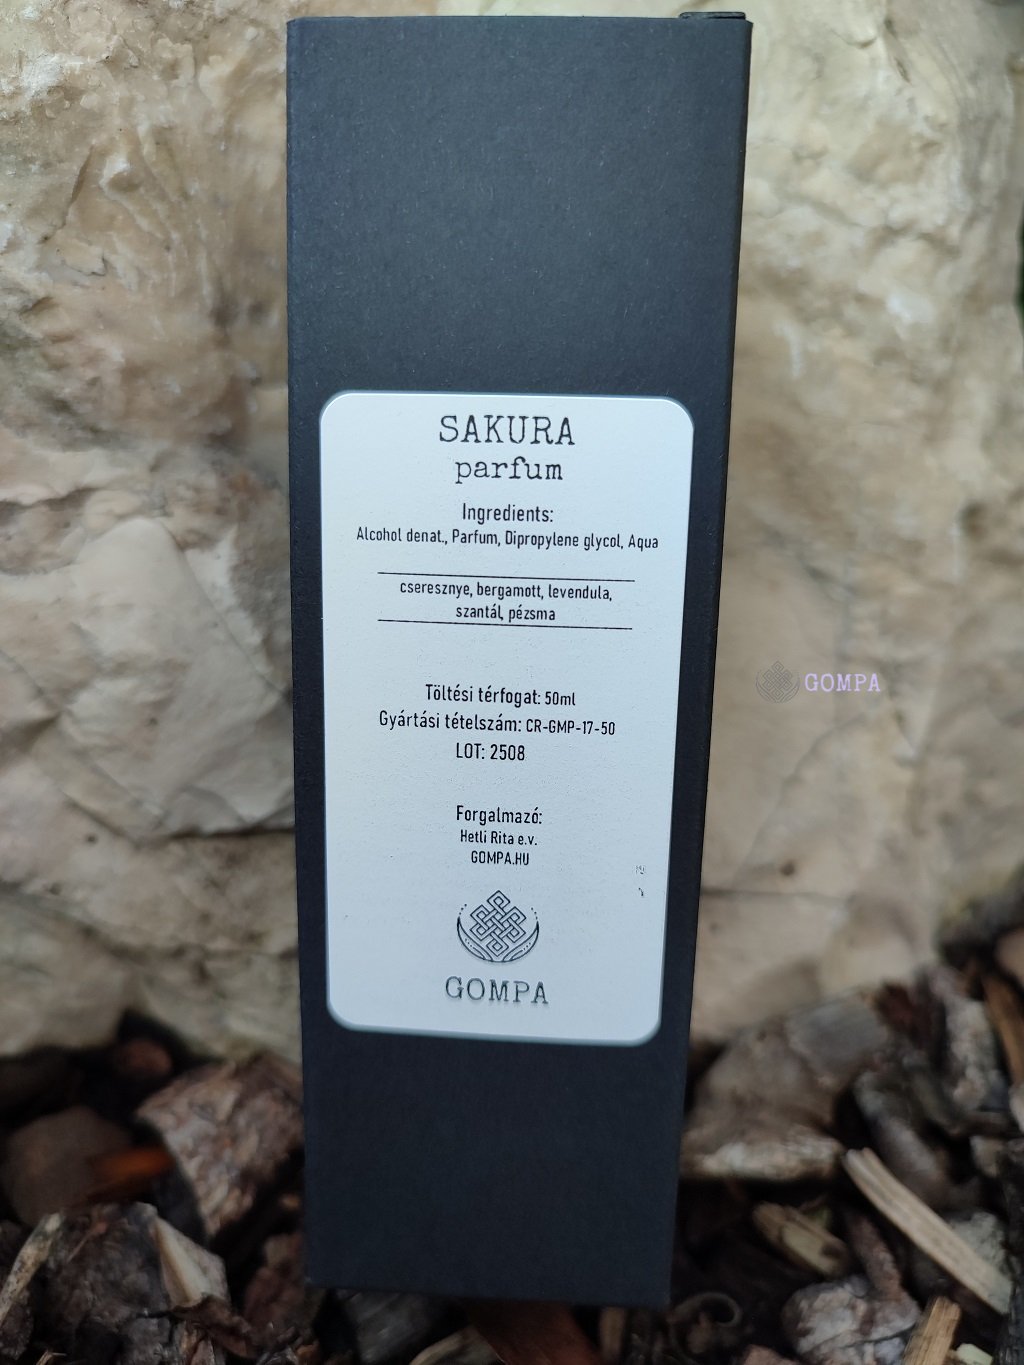 SAKURA
parfum
Ingredients:
Alcohol denat., Parfum, Dipropylene glycol, Aqua
cseresznye, bergamott, levendula,
szantál, pézsma
Töltési térfogat: 50ml
Gyártási tételszám: CR-GMP-17-50
LOT: 2508
Forgalmazó:
Hetli Rita e.v.
GOMPA.HU
GOMPA
GOMPA